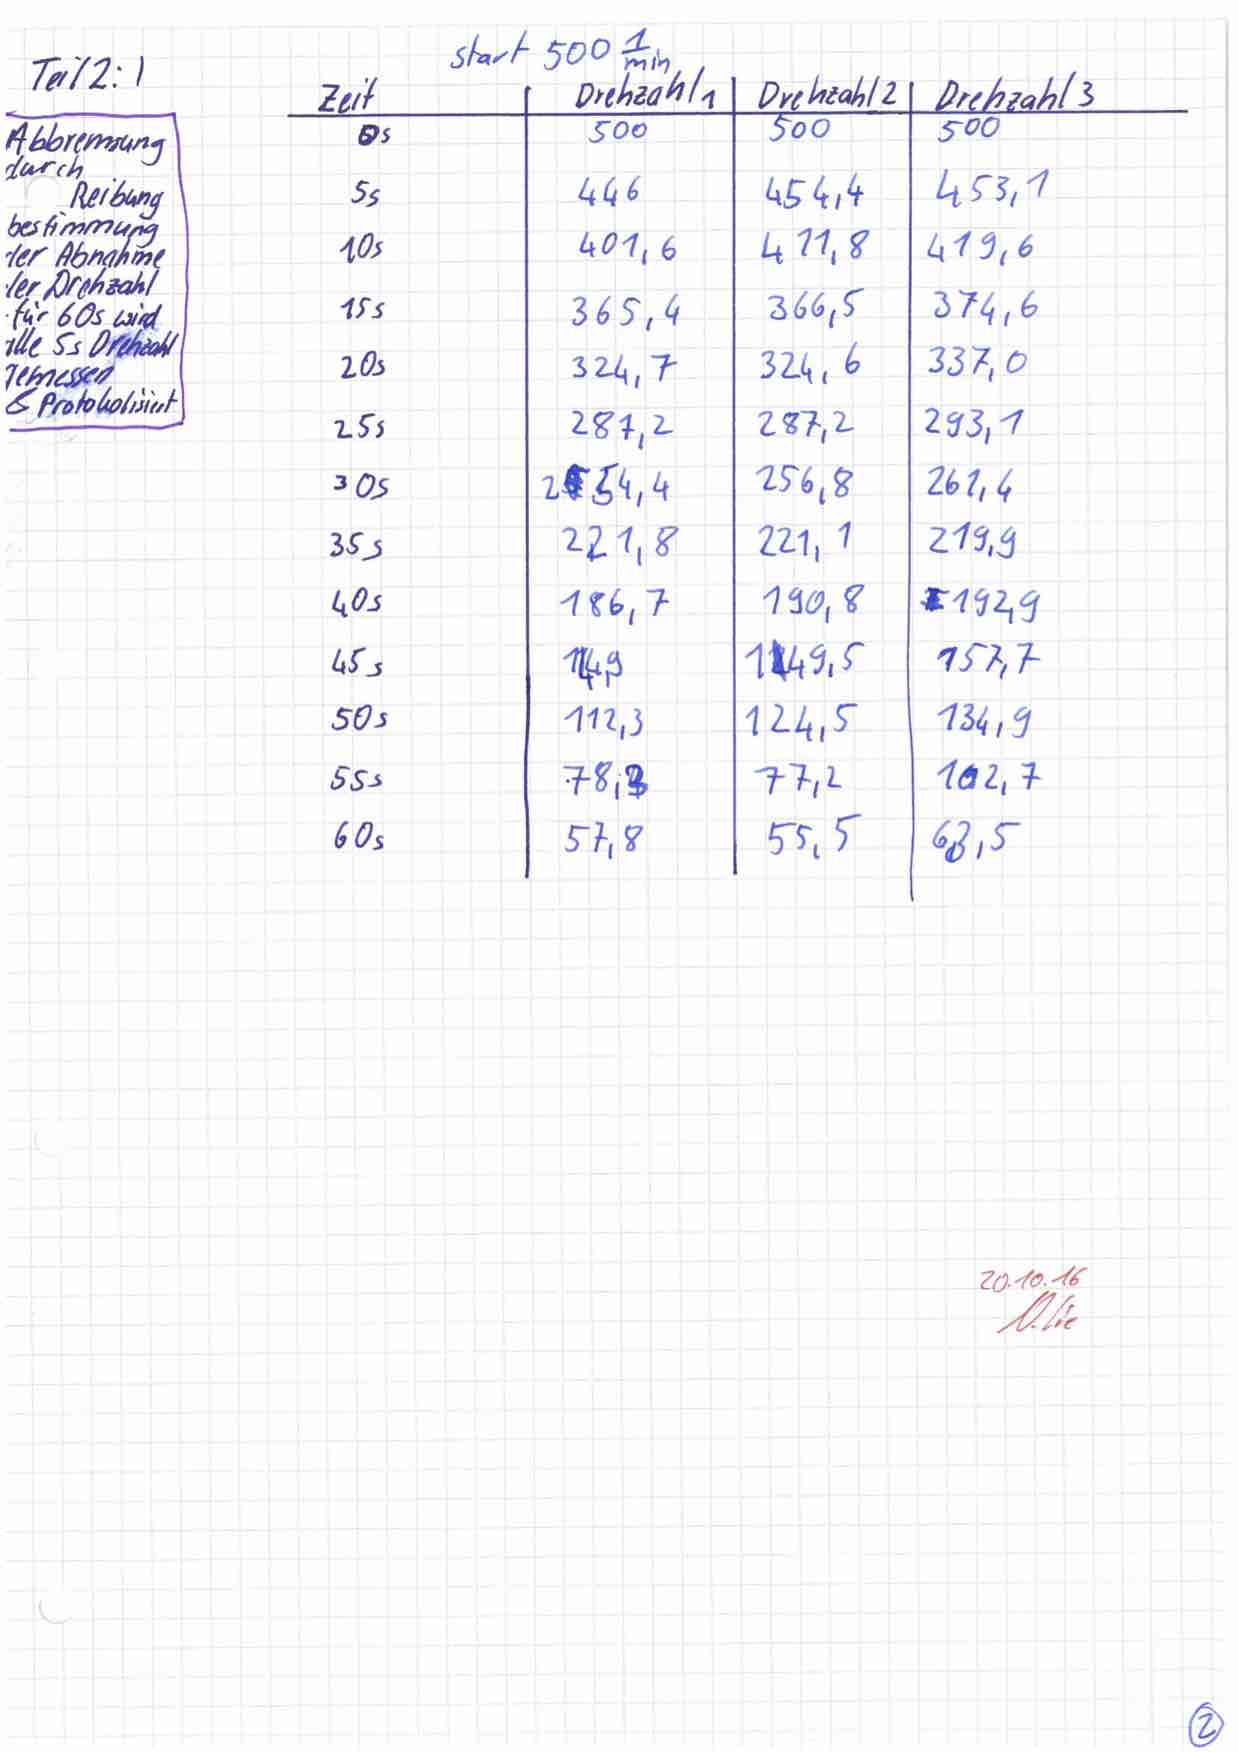 Teil 2: 1
start 500 1/min
Zeit Drehzahl 1 Drehzahl 2 Drehzahl 3
0s 500 500 500
5s 446 454,4 453,1
10s 401,6 411,8 419,6
15s 365,4 366,5 374,6
20s 324,7 324,6 337,0
25s 287,2 287,2 293,1
30s 254,4 256,8 261,4
35s 221,8 221,1 219,9
40s 186,7 190,8 192,9
45s 149,5 157,7
50s 112,3 124,5 134,9
55s 78,3 77,2 102,7
60s 57,8 55,5 63,5
Abbremsung
durch
Reibung
bestimmung
der Abnahme
der Drehzahl
für 60s wird
alle 5s Drehzahl
gemessen
& Protokolisiert
20.10.16
2